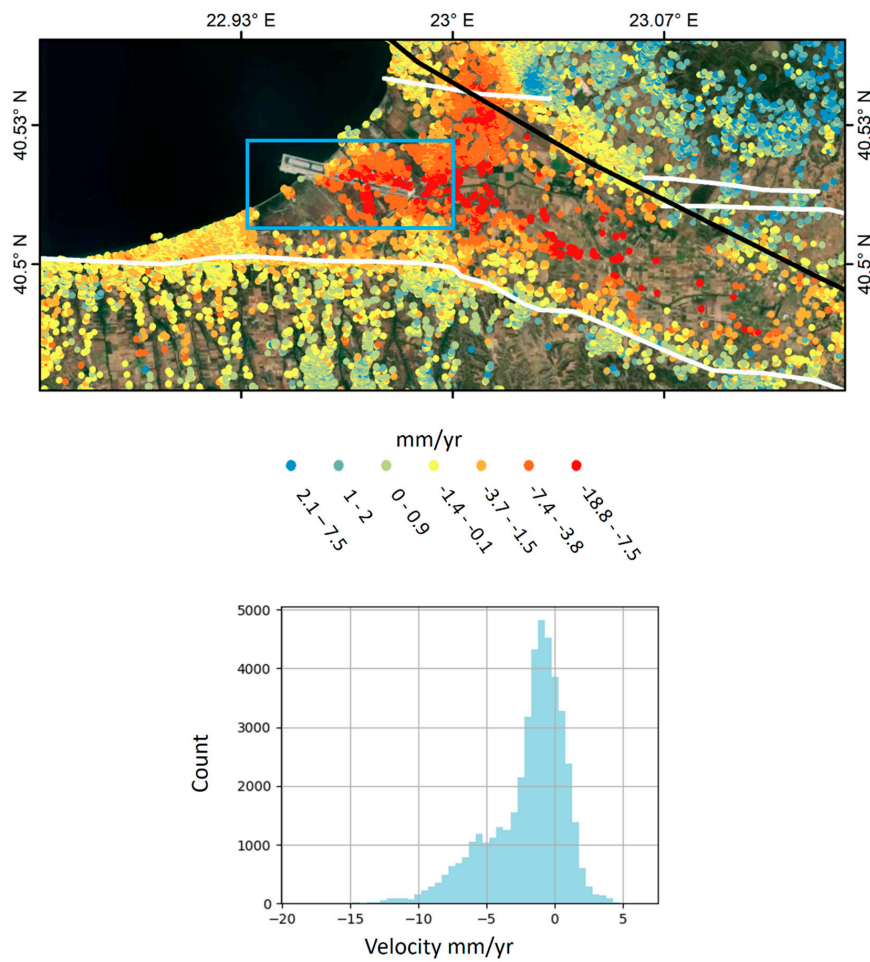 22.93° E 23° E 23.07° E
40.53° N 40.53° N
40.5° N 40.5° N
mm/yr
2.1 – 7.5
1 - 2
0 - 0.9
-1.4 - -0.1
-3.7 - -1.5
-7.4 - -3.8
-18.8 - -7.5
5000
4000
3000
2000
1000
0
Count
−20 −15 −10 −5 0 5
Velocity mm/yr